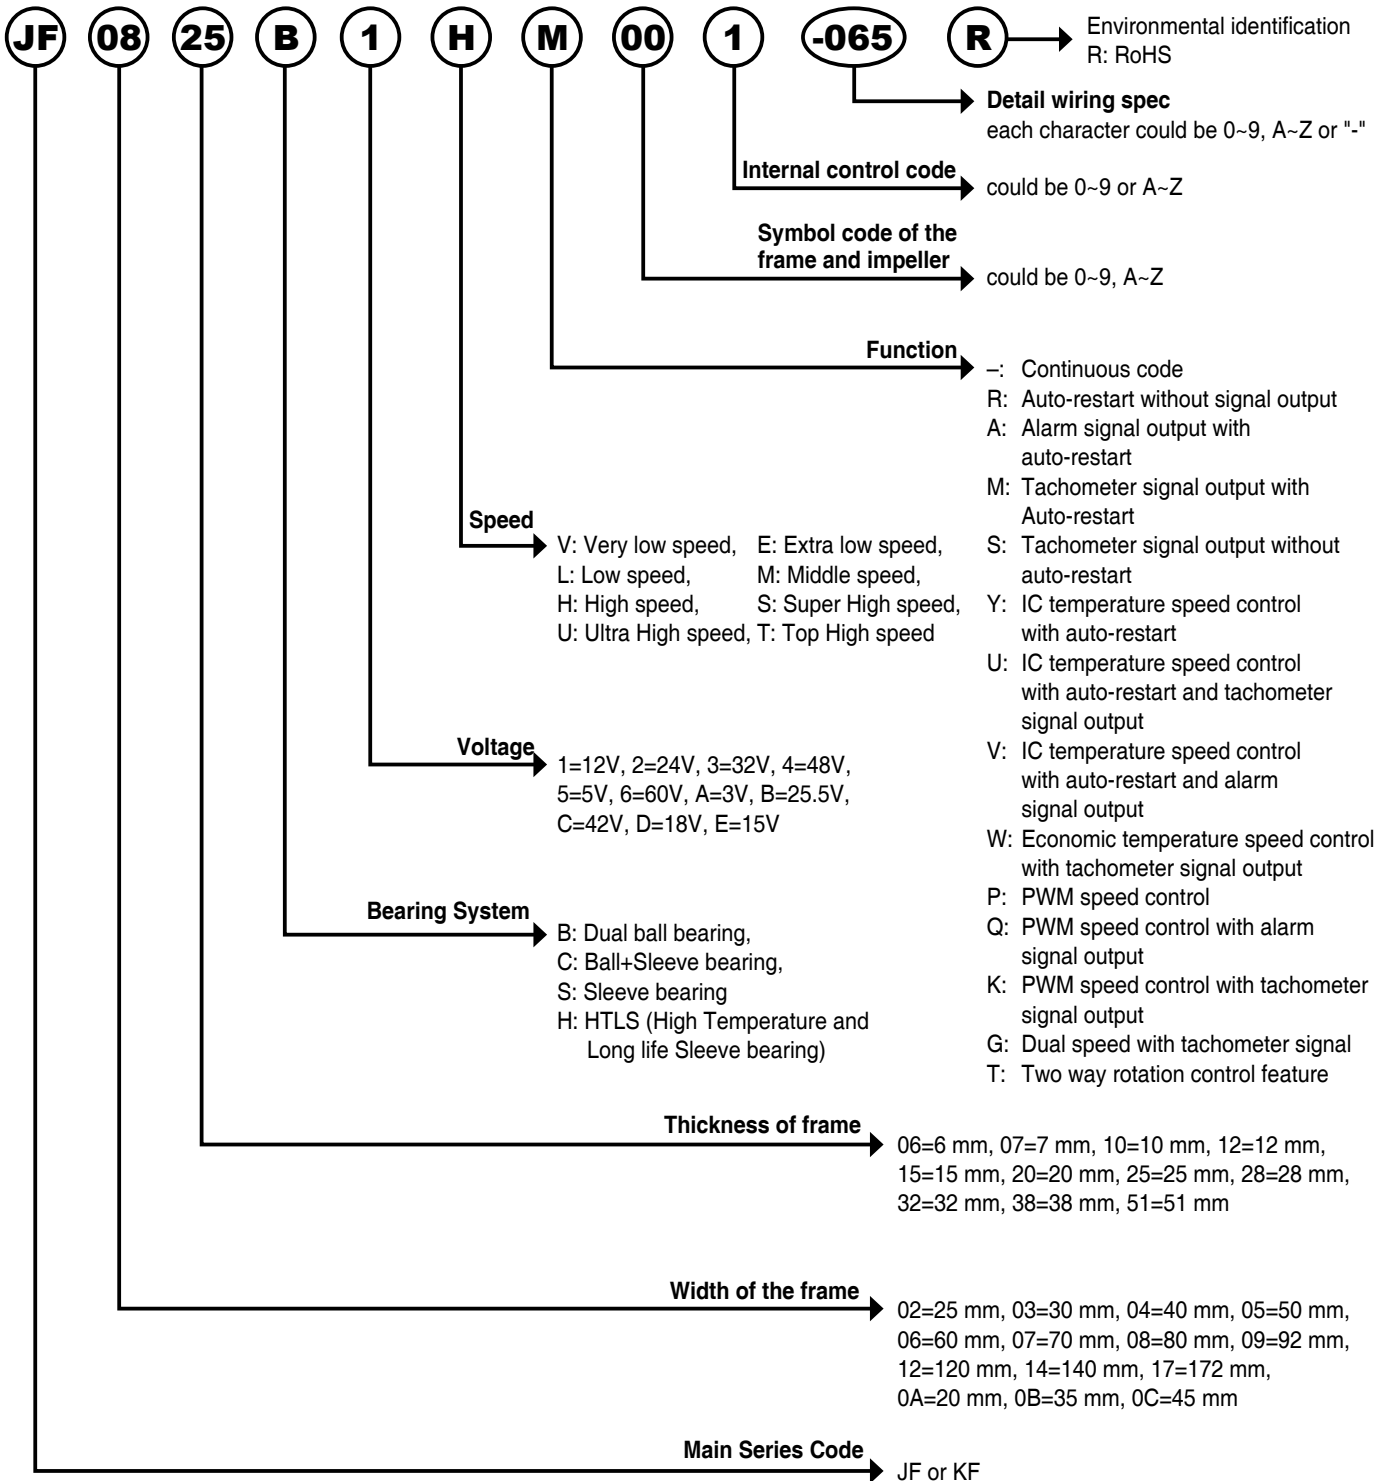 JF 08 25 B 1 H M 00 1 -065 R
Environmental identification
R: RoHS
Detail wiring spec
each character could be 0~9, A~Z or "-"
Internal control code
could be 0~9 or A~Z
Symbol code of the
frame and impeller
could be 0~9, A~Z
Function
–: Continuous code
R: Auto-restart without signal output
A: Alarm signal output with
auto-restart
M: Tachometer signal output with
Auto-restart
S: Tachometer signal output without
auto-restart
Y: IC temperature speed control
with auto-restart
U: IC temperature speed control
with auto-restart and tachometer
signal output
V: IC temperature speed control
with auto-restart and alarm
signal output
W: Economic temperature speed control
with tachometer signal output
P: PWM speed control
Q: PWM speed control with alarm
signal output
K: PWM speed control with tachometer
signal output
G: Dual speed with tachometer signal
T: Two way rotation control feature
Speed
V: Very low speed, E: Extra low speed,
L: Low speed, M: Middle speed,
H: High speed, S: Super High speed,
U: Ultra High speed, T: Top High speed
Voltage
1=12V, 2=24V, 3=32V, 4=48V,
5=5V, 6=60V, A=3V, B=25.5V,
C=42V, D=18V, E=15V
Bearing System
B: Dual ball bearing,
C: Ball+Sleeve bearing,
S: Sleeve bearing
H: HTLS (High Temperature and
Long life Sleeve bearing)
Thickness of frame
06=6 mm, 07=7 mm, 10=10 mm, 12=12 mm,
15=15 mm, 20=20 mm, 25=25 mm, 28=28 mm,
32=32 mm, 38=38 mm, 51=51 mm
Width of the frame
02=25 mm, 03=30 mm, 04=40 mm, 05=50 mm,
06=60 mm, 07=70 mm, 08=80 mm, 09=92 mm,
12=120 mm, 14=140 mm, 17=172 mm,
0A=20 mm, 0B=35 mm, 0C=45 mm
Main Series Code
JF or KF